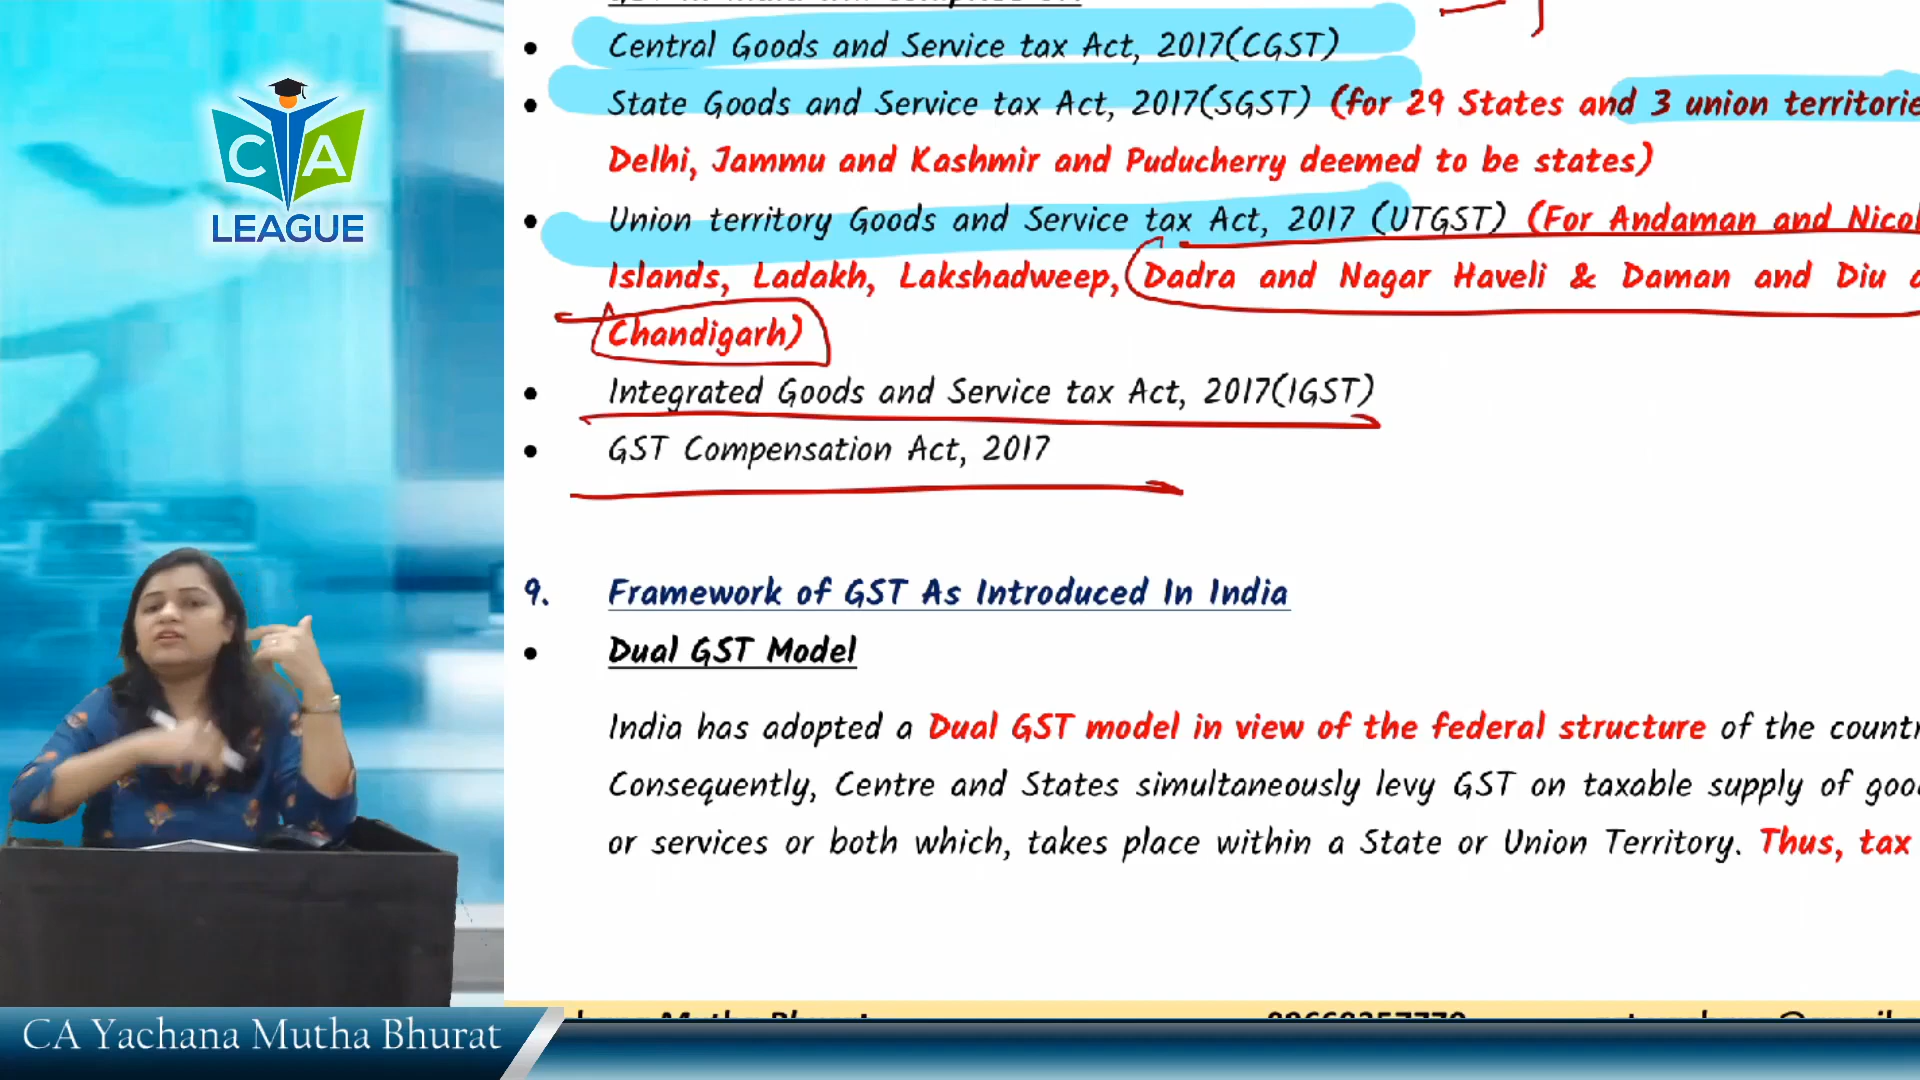 Central Goods and Service tax Act, 2017(CGST)
State Goods and Service tax Act, 2017(SGST) (for 29 States and 3 union territorie
Delhi, Jammu and Kashmir and Puducherry deemed to be states)
Union territory Goods and Service tax Act, 2017 (UTGST) (For Andaman and Nicol
Islands, Ladakh, Lakshadweep, Dadra and Nagar Haveli & Daman and Diu
Chandigarh)
Integrated Goods and Service tax Act, 2017(IGST)
GST Compensation Act, 2017
9. Framework of GST As Introduced In India
Dual GST Model
India has adopted a Dual GST model in view of the federal structure of the countr
Consequently, Centre and States simultaneously levy GST on taxable supply of goo
or services or both which, takes place within a State or Union Territory. Thus, tax
CA
LEAGUE
CA Yachana Mutha Bhurat